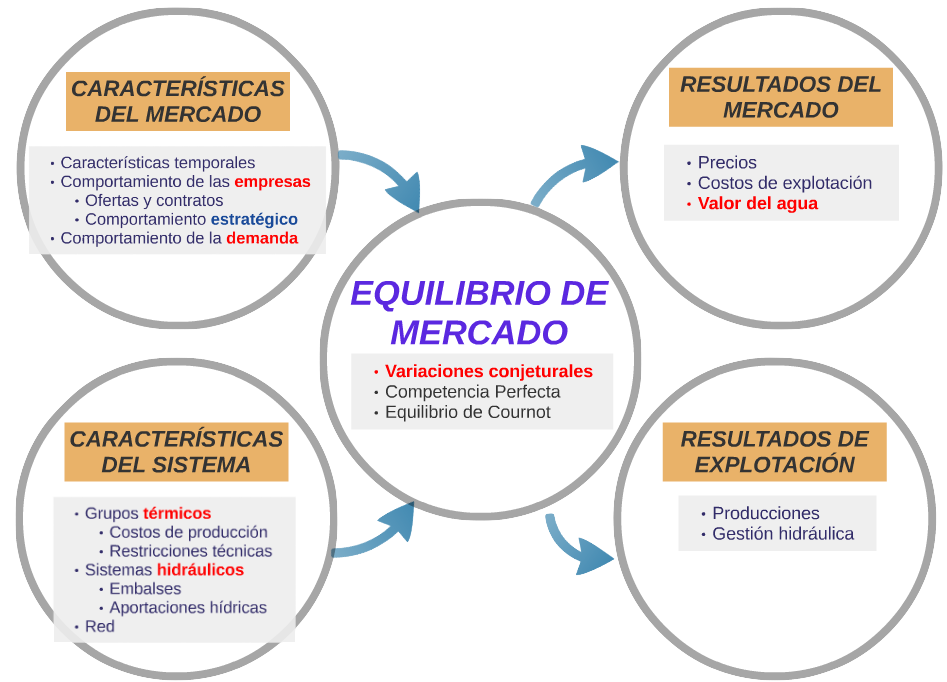 CARACTERÍSTICAS
DEL MERCADO
• Características temporales
• Comportamiento de las empresas
• Ofertas y contratos
• Comportamiento estratégico
• Comportamiento de la demanda
CARACTERÍSTICAS
DEL SISTEMA
• Grupos térmicos
• Costos de producción
• Restricciones técnicas
• Sistemas hidráulicos
• Embalses
• Aportaciones hídricas
• Red
EQUILIBRIO DE
MERCADO
• Variaciones conjeturales
• Competencia Perfecta
• Equilibrio de Cournot
RESULTADOS DEL
MERCADO
• Precios
• Costos de explotación
• Valor del agua
RESULTADOS DE
EXPLOTACIÓN
• Producciones
• Gestión hidráulica